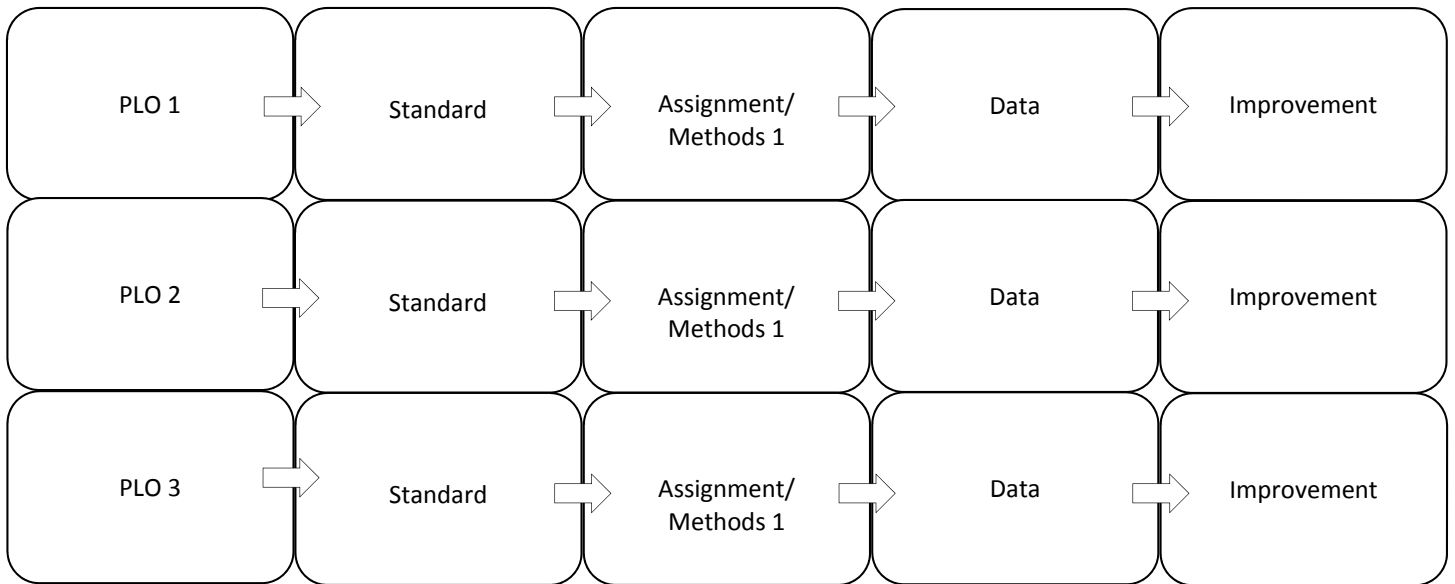 PLO 1
Standard
Assignment/
Methods 1
Data
Improvement
PLO 2
Standard
Assignment/
Methods 1
Data
Improvement
PLO 3
Standard
Assignment/
Methods 1
Data
Improvement